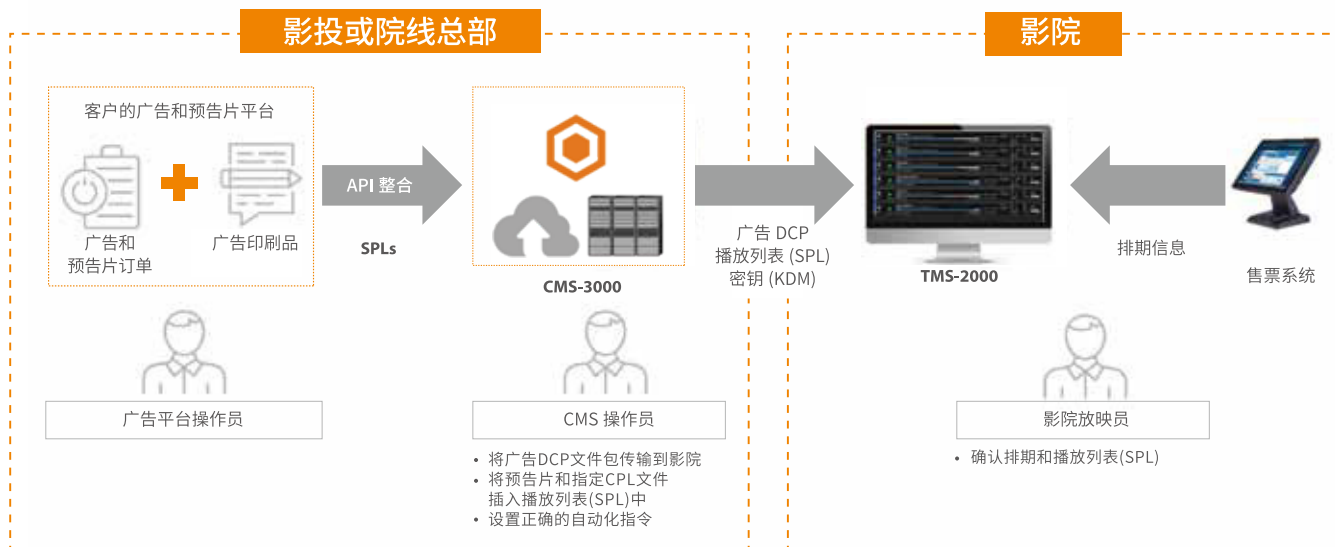 影投或院线总部
影院
客户的广告和预告片平台
广告和
预告片订单
广告印刷品
API 整合
SPLs
CMS-3000
广告 DCP
播放列表 (SPL)
密钥 (KDM)
TMS-2000
排期信息
售票系统
广告平台操作员
CMS 操作员
• 将广告DCP文件包传输到影院
• 将预告片和指定CPL文件
插入播放列表(SPL)中
• 设置正确的自动化指令
影院放映员
• 确认排期和播放列表(SPL)